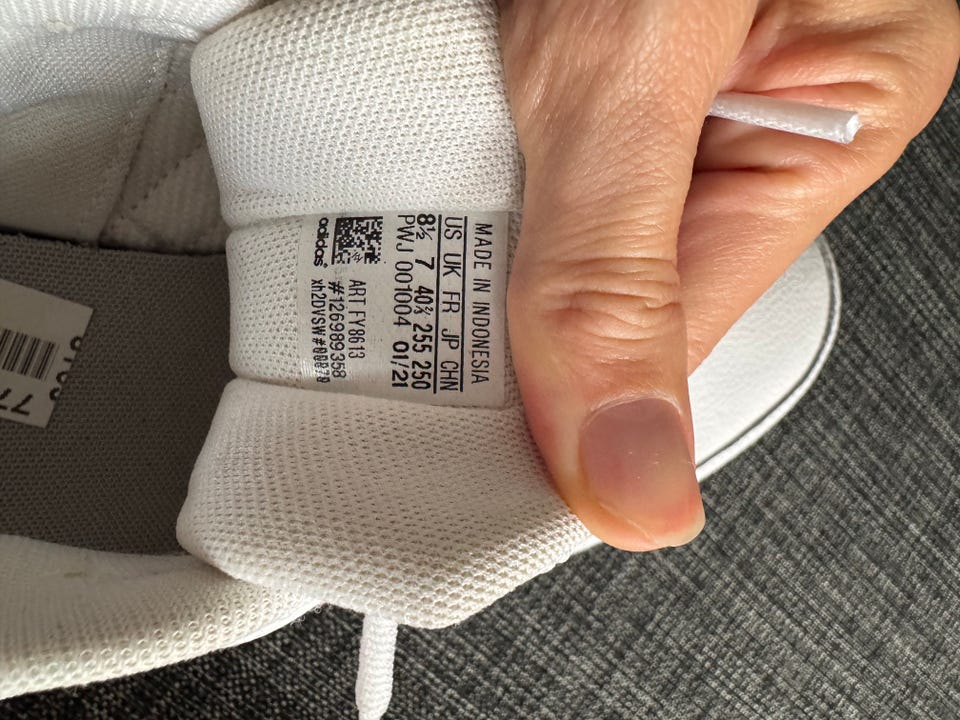 MADE IN INDONESIA
US UK FR JP CHN
8½ 7 40⅔ 255 250
PWJ 001004 01/21
ART FY8613
#126989358
adidas